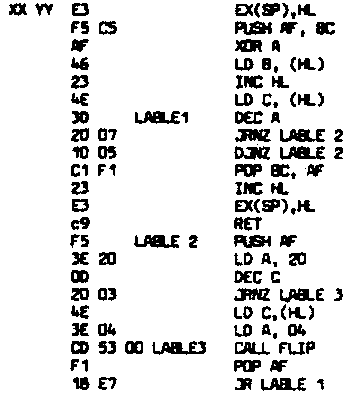 XX YY E3 EX(SP),HL
F5 C5 PUSH AF, BC
AF XOR A
46 LD B, (HL)
23 INC HL
4E LD C, (HL)
3D LABLE1 DEC A
20 07 JRNZ LABLE 2
10 05 DJNZ LABLE 2
C1 F1 POP BC, AF
23 INC HL
E3 EX(SP),HL
c9 RET
F5 LABLE 2 PUSH AF
3E 20 LD A, 20
0D DEC C
20 03 JRNZ LABLE 3
4E LD C,(HL)
3E 04 LD A, 04
CD 53 00 LABLE3 CALL FLIP
F1 POP AF
18 E7 JR LABLE 1